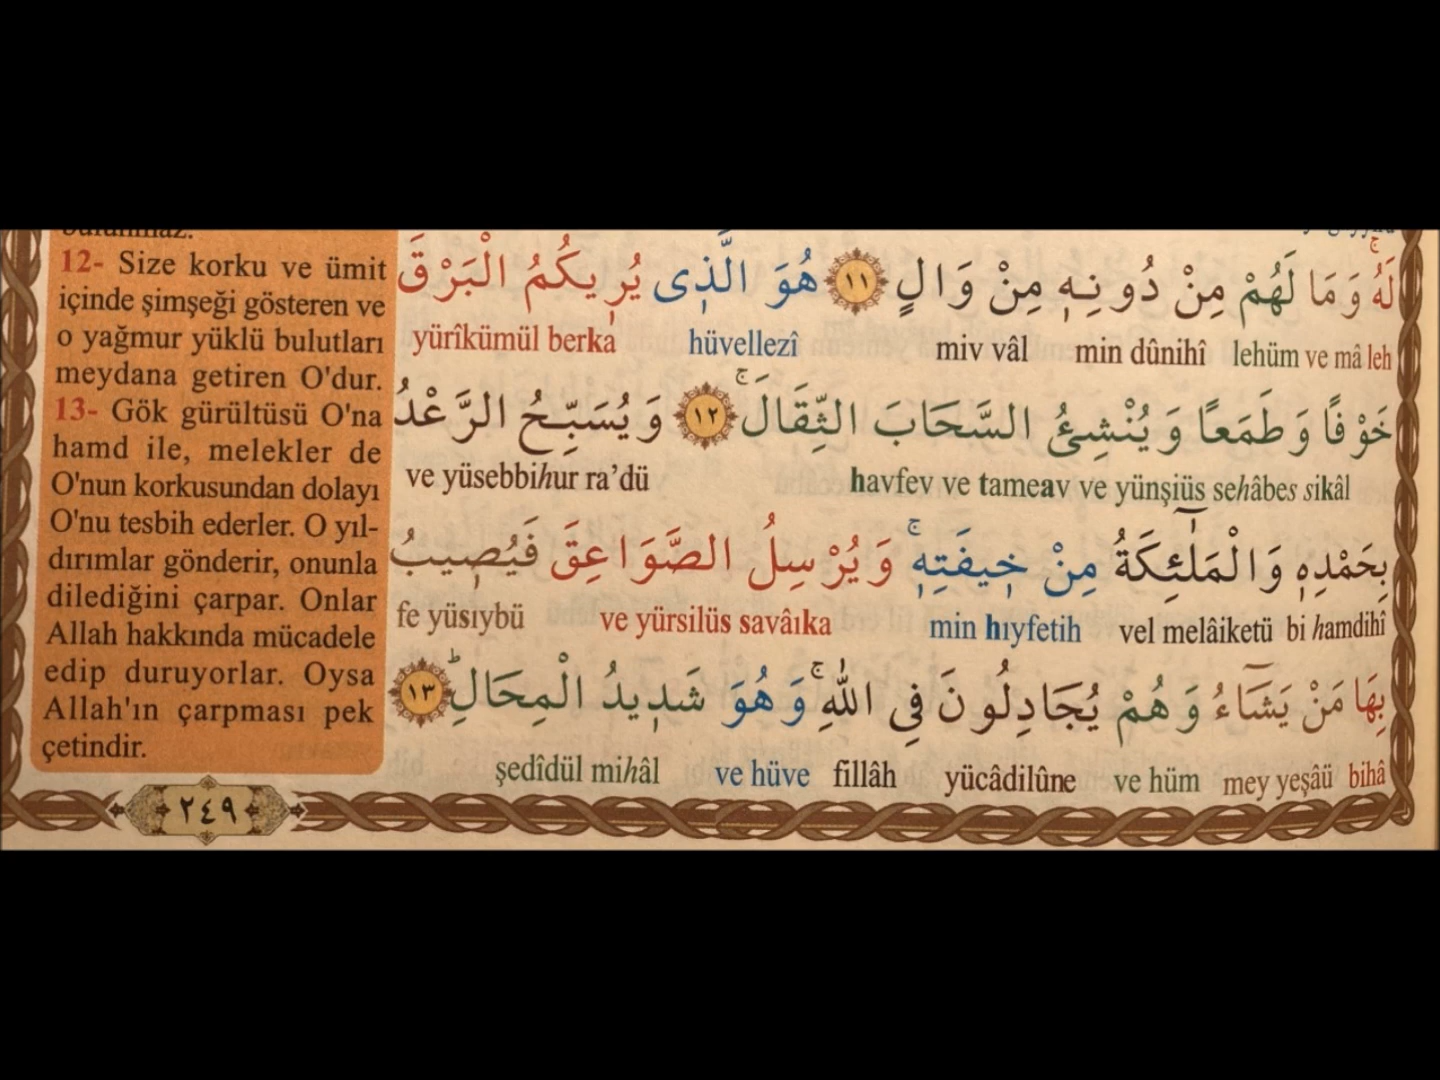 bulunmaz.
12- Size korku ve ümit
içinde şimşeği gösteren ve
o yağmur yüklü bulutları
meydana getiren O'dur.
13- Gök gürültüsü O'na
hamd ile, melekler de
O'nun korkusundan dolayı
O'nu tesbih ederler. O yıl-
dırımlar gönderir, onunla
dilediğini çarpar. Onlar
Allah hakkında mücadele
edip duruyorlar. Oysa
Allah'ın çarpması pek
çetindir.
لَهُۚ وَمَا لَهُمْ مِنْ دُونِهٖ مِنْ وَالٍ ١١ هُوَ الَّذٖى يُرٖيكُمُ الْبَرْقَ
yürîkümül berka hüvellezî miv vâl min dûnihî lehüm ve mâ leh
خَوْفًا وَطَمَعًا وَيُنْشِئُ السَّحَابَ الثِّقَالَۚ ١٢ وَيُسَبِّحُ الرَّعْدُ
ve yüsebbihur ra’dü havfev ve tameav ve yünşiüs sehâbes sikâl
بِحَمْدِهٖ وَالْمَلٰٓئِكَةُ مِنْ خٖيفَتِهٖۚ وَيُرْسِلُ الصَّوَاعِقَ فَيُصٖيبُ
fe yüsıybü ve yürsilüs savâıka min hıyfetih vel melâiketü bi hamdihî
بِهَا مَنْ يَشَٓاءُ وَهُمْ يُجَادِلُونَ فِى اللّٰهِۚ وَهُوَ شَدٖيدُ الْمِحَالِؕ ١٣
şedîdül mihâl ve hüve fillâh yücâdilûne ve hüm mey yeşâü bihâ
٢٤٩